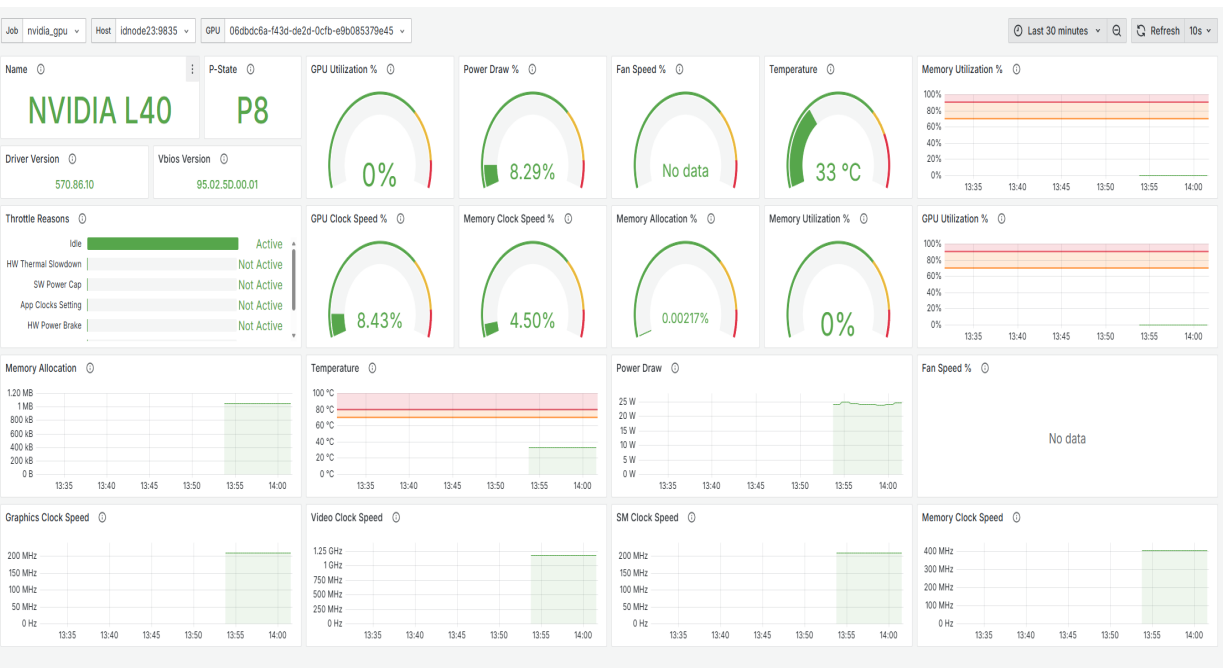 Job nvidia_gpu Host idnode23:9835 GPU 06dbdc6a-f43d-de2d-0cfb-e9b085379e45 Last 30 minutes Refresh 10s
Name
NVIDIA L40
P-State
P8
GPU Utilization %
0%
Power Draw %
8.29%
Fan Speed %
No data
Temperature
33 °C
Memory Utilization %
100%
80%
60%
40%
20%
0%
13:35 13:40 13:45 13:50 13:55 14:00
Driver Version
570.86.10
Vbios Version
95.02.5D.00.01
Throttle Reasons
Idle Active
HW Thermal Slowdown Not Active
SW Power Cap Not Active
App Clocks Setting Not Active
HW Power Brake Not Active
GPU Clock Speed %
8.43%
Memory Clock Speed %
4.50%
Memory Allocation %
0.00217%
Memory Utilization %
0%
GPU Utilization %
100%
80%
60%
40%
20%
0%
13:35 13:40 13:45 13:50 13:55 14:00
Memory Allocation
1.20 MB
1 MB
800 kB
600 kB
400 kB
200 kB
0 B
13:35 13:40 13:45 13:50 13:55 14:00
Temperature
100 °C
80 °C
60 °C
40 °C
20 °C
0 °C
13:35 13:40 13:45 13:50 13:55 14:00
Power Draw
25 W
20 W
15 W
10 W
5 W
0 W
13:35 13:40 13:45 13:50 13:55 14:00
Fan Speed %
No data
Graphics Clock Speed
200 MHz
150 MHz
100 MHz
50 MHz
0 Hz
13:35 13:40 13:45 13:50 13:55 14:00
Video Clock Speed
1.25 GHz
1 GHz
750 MHz
500 MHz
250 MHz
0 Hz
13:35 13:40 13:45 13:50 13:55 14:00
SM Clock Speed
200 MHz
150 MHz
100 MHz
50 MHz
0 Hz
13:35 13:40 13:45 13:50 13:55 14:00
Memory Clock Speed
400 MHz
300 MHz
200 MHz
100 MHz
0 Hz
13:35 13:40 13:45 13:50 13:55 14:00